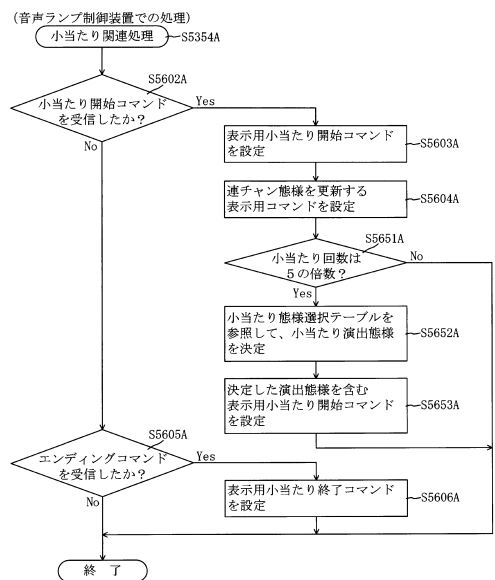 (音声ランプ制御装置での処理)
小当たり関連処理
S5354A
S5602A
小当たり開始コマンド
を受信したか？
Yes
No
表示用小当たり開始コマンド
を設定
S5603A
連チャン態様を更新する
表示用コマンドを設定
S5604A
S5651A
小当たり回数は
５の倍数？
No
Yes
小当たり態様選択テーブルを
参照して、小当たり演出態様
を決定
S5652A
決定した演出態様を含む
表示用小当たり開始コマンド
を設定
S5653A
S5605A
エンディングコマンド
を受信したか？
Yes
No
表示用小当たり終了コマンド
を設定
S5606A
終 了